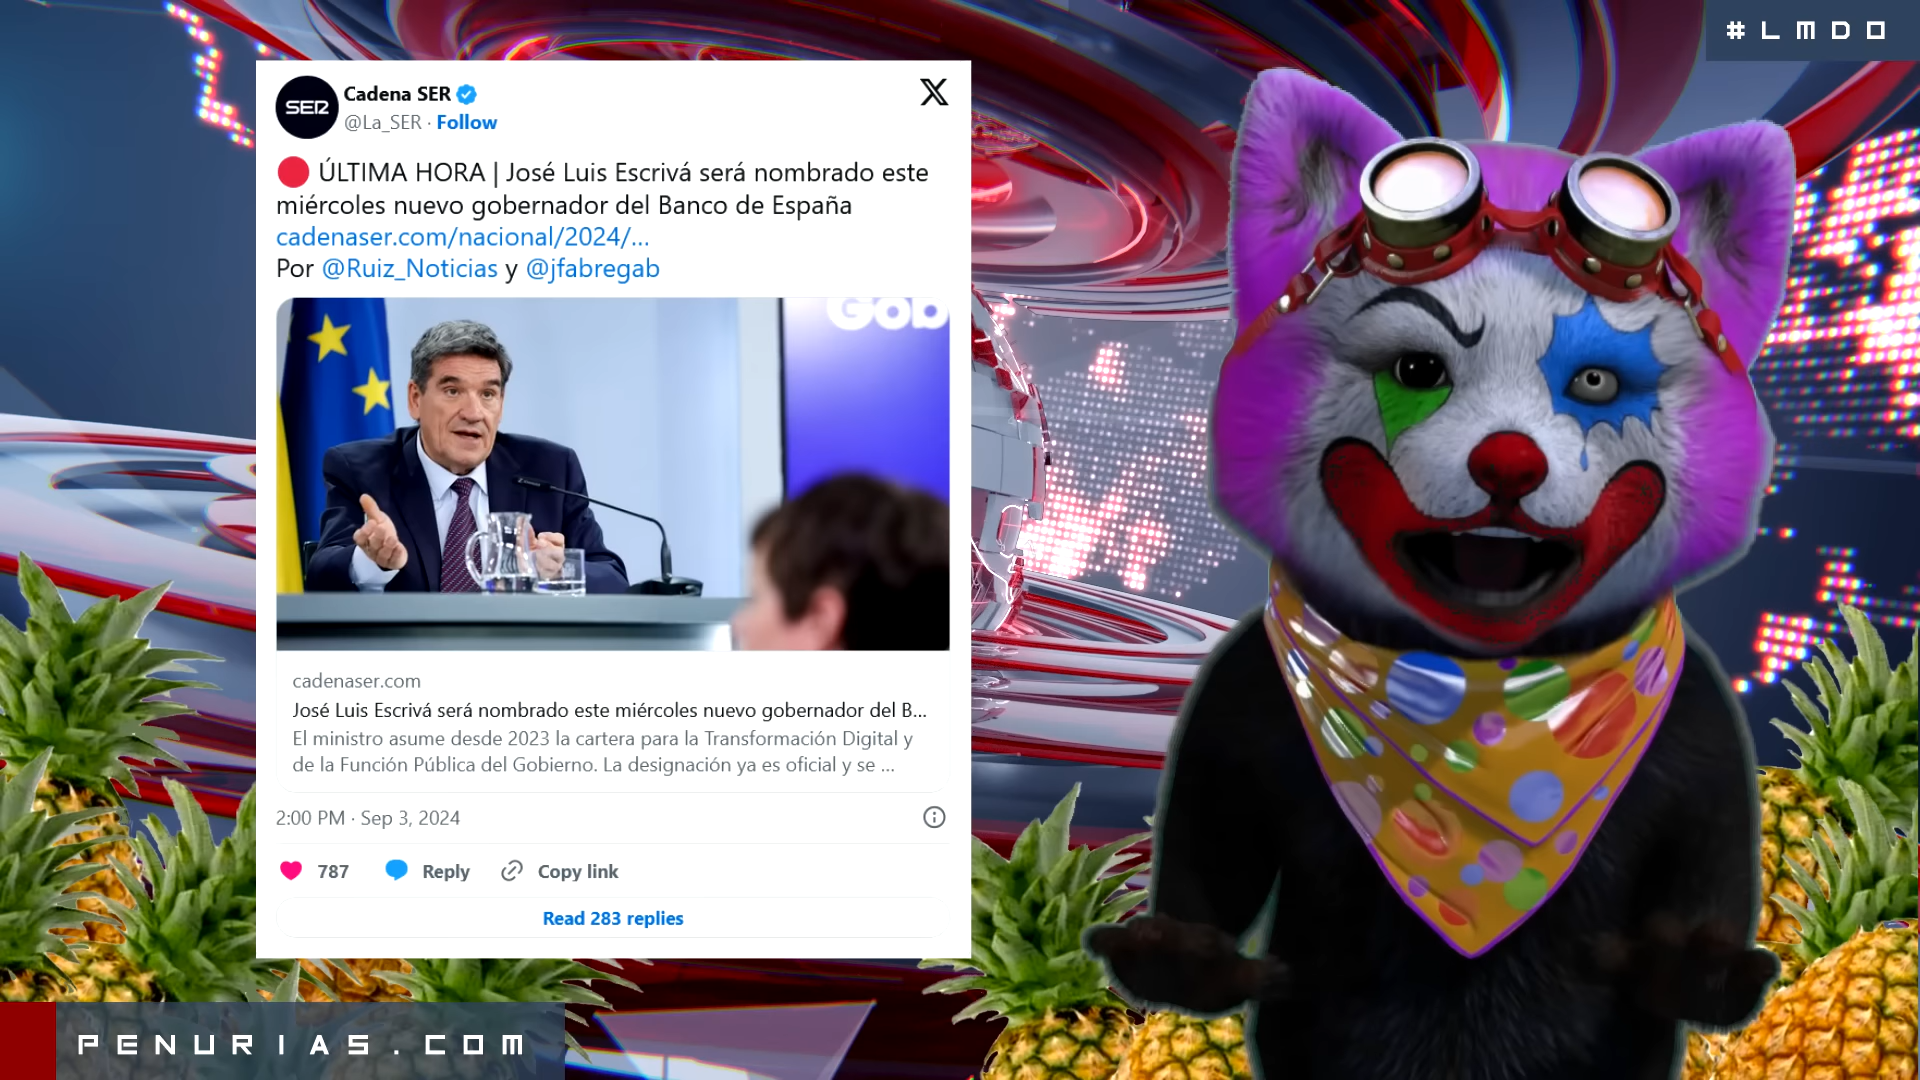 #LMDO
SER
Cadena SER
@La_SER · Follow
ÚLTIMA HORA | José Luis Escrivá será nombrado este
miércoles nuevo gobernador del Banco de España
cadenaser.com/nacional/2024/…
Por @Ruiz_Noticias y @jfabregab
Gob
cadenaser.com
José Luis Escrivá será nombrado este miércoles nuevo gobernador del B...
El ministro asume desde 2023 la cartera para la Transformación Digital y
de la Función Pública del Gobierno. La designación ya es oficial y se ...
2:00 PM · Sep 3, 2024
787 Reply Copy link
Read 283 replies
PENURIAS.COM